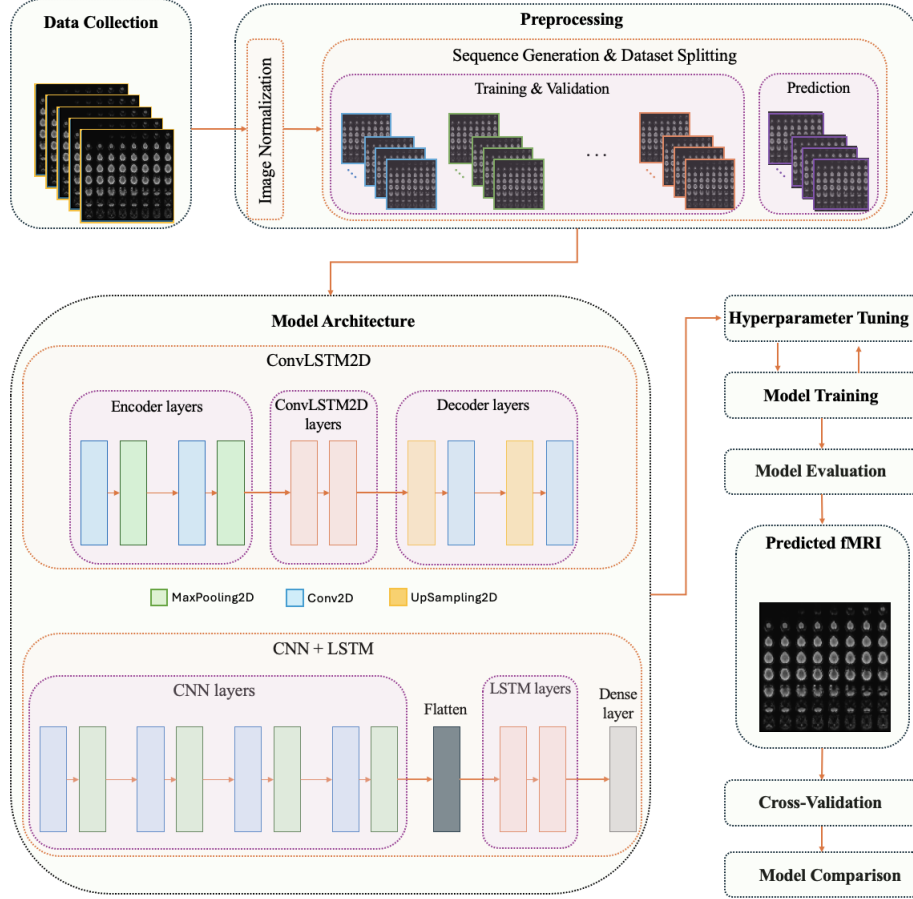 Data Collection
Preprocessing
Image Normalization
Sequence Generation & Dataset Splitting
Training & Validation
Prediction
...
Model Architecture
ConvLSTM2D
Encoder layers
ConvLSTM2D
layers
Decoder layers
MaxPooling2D
Conv2D
UpSampling2D
CNN + LSTM
CNN layers
Flatten
LSTM layers
Dense
layer
Hyperparameter Tuning
Model Training
Model Evaluation
Predicted fMRI
Cross-Validation
Model Comparison